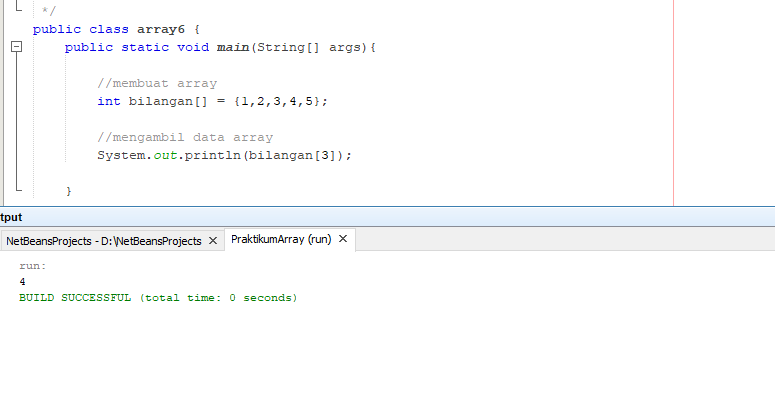 */
public class array6 {
public static void main(String[] args){
//membuat array
int bilangan[] = {1,2,3,4,5};
//mengambil data array
System.out.println(bilangan[3]);
}
tput
NetBeansProjects - D:\NetBeansProjects × PraktikumArray (run) ×
run:
4
BUILD SUCCESSFUL (total time: 0 seconds)